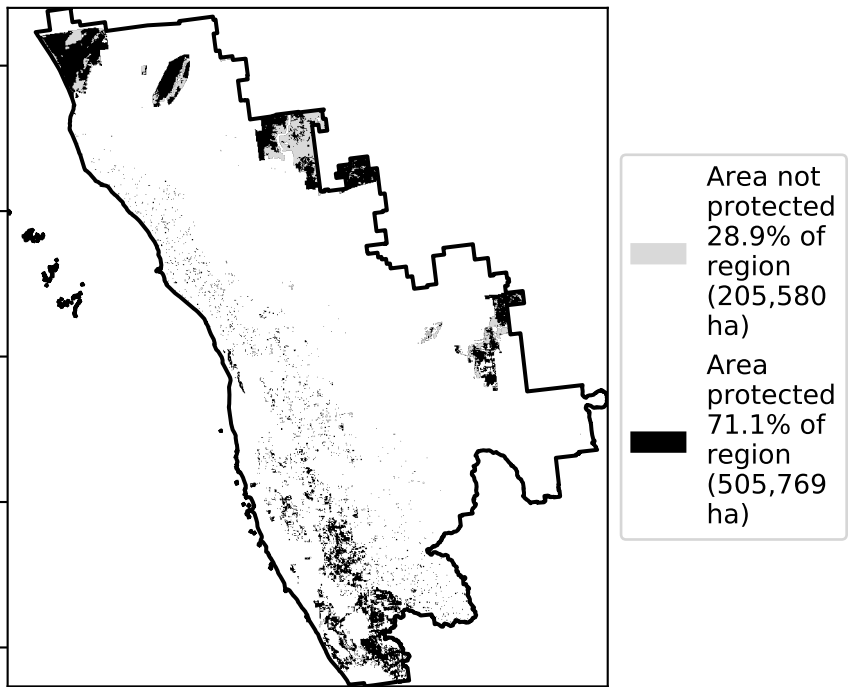 Area not
protected
28.9% of
region
(205,580
ha)
Area
protected
71.1% of
region
(505,769
ha)